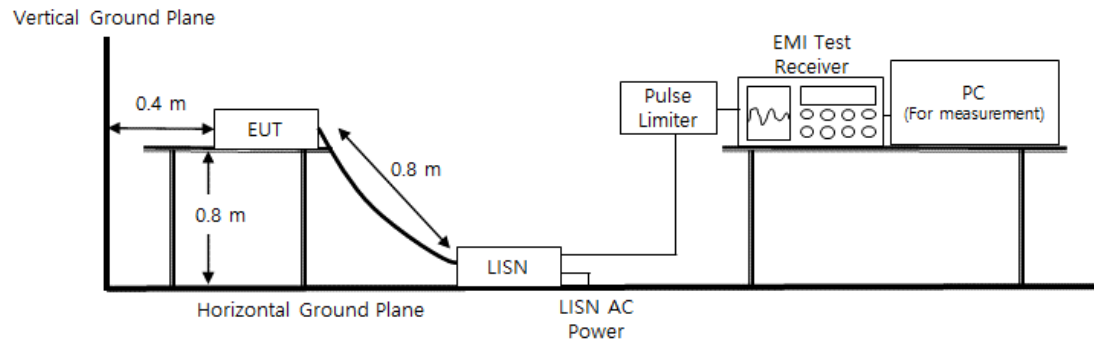 Vertical Ground Plane
EMI Test
Receiver
0.4 m
Pulse
Limiter
PC
(For measurement)
EUT
0.8 m
0.8 m
LISN
Horizontal Ground Plane
LISN AC
Power